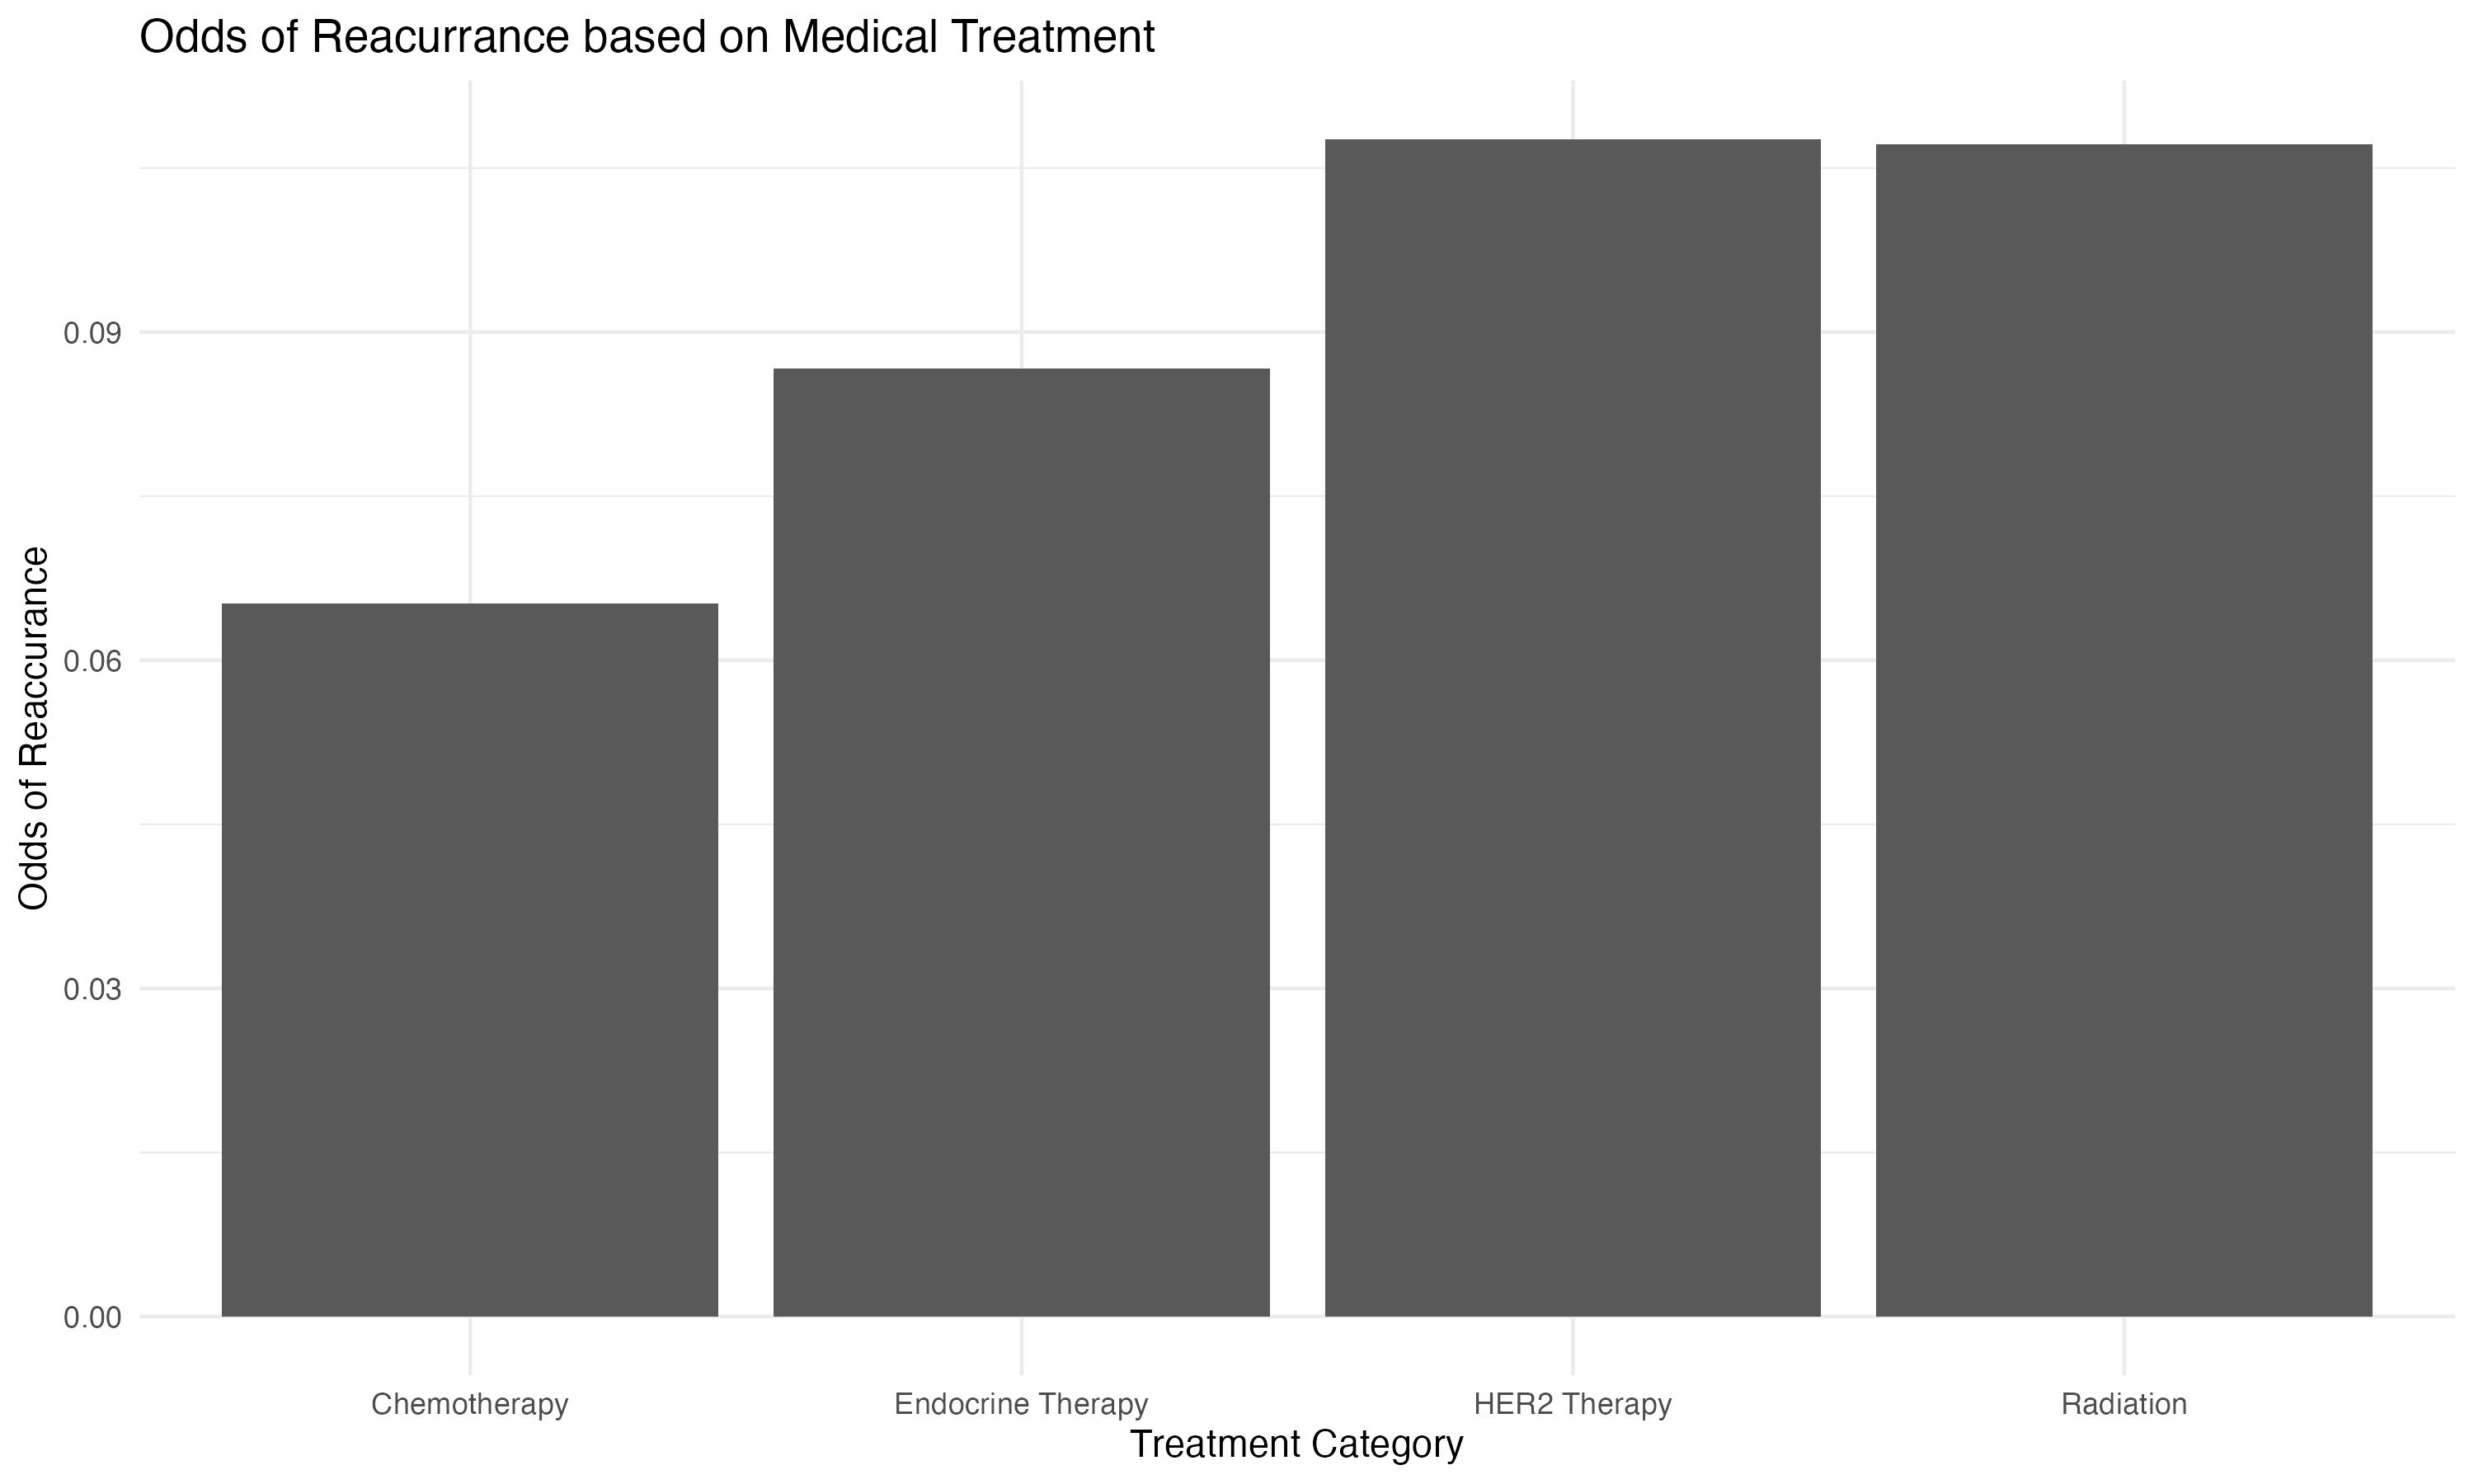 Odds of Reacurrance based on Medical Treatment
Odds of Reaccurance
0.09
0.06
0.03
0.00
Chemotherapy
Endocrine Therapy
HER2 Therapy
Radiation
Treatment Category